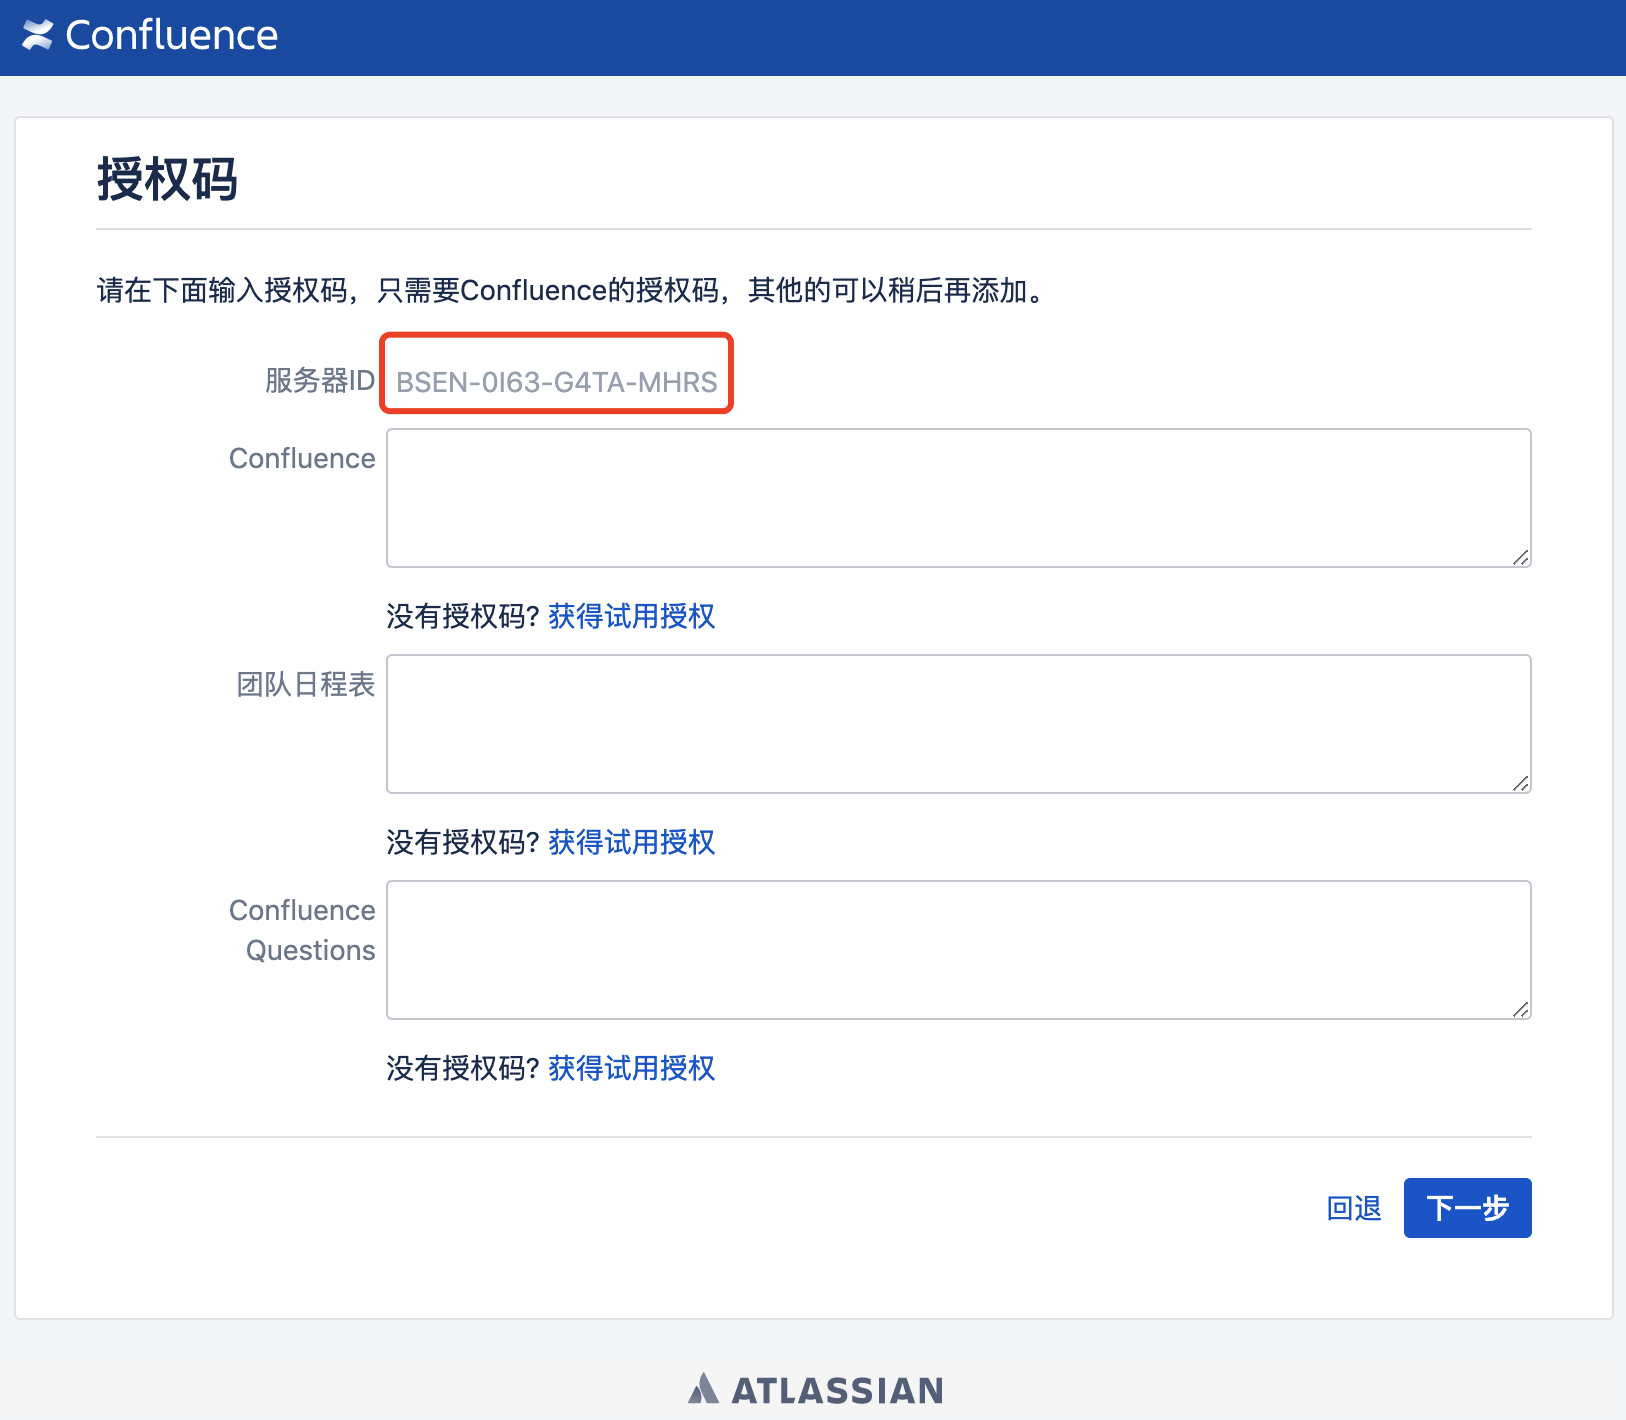 Confluence
授权码
请在下面输入授权码，只需要Confluence的授权码，其他的可以稍后再添加。
服务器ID BSEN-0I63-G4TA-MHRS
Confluence
没有授权码? 获得试用授权
团队日程表
没有授权码? 获得试用授权
Confluence
Questions
没有授权码? 获得试用授权
回退 下一步
ATLASSIAN